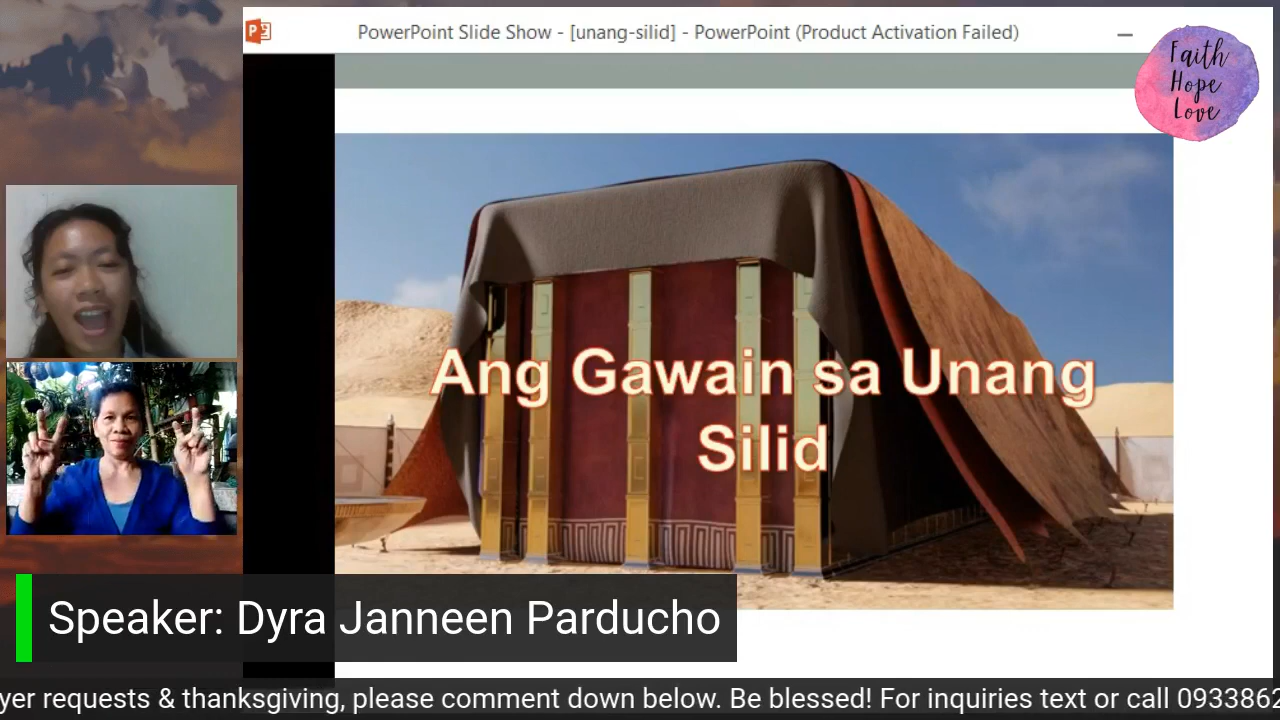 PowerPoint Slide Show - [unang-silid] - PowerPoint (Product Activation Failed)
Faith
Hope
Love
Ang Gawain sa Unang
Silid
Speaker: Dyra Janneen Parducho
yer requests & thanksgiving, please comment down below. Be blessed! For inquiries text or call 0933862